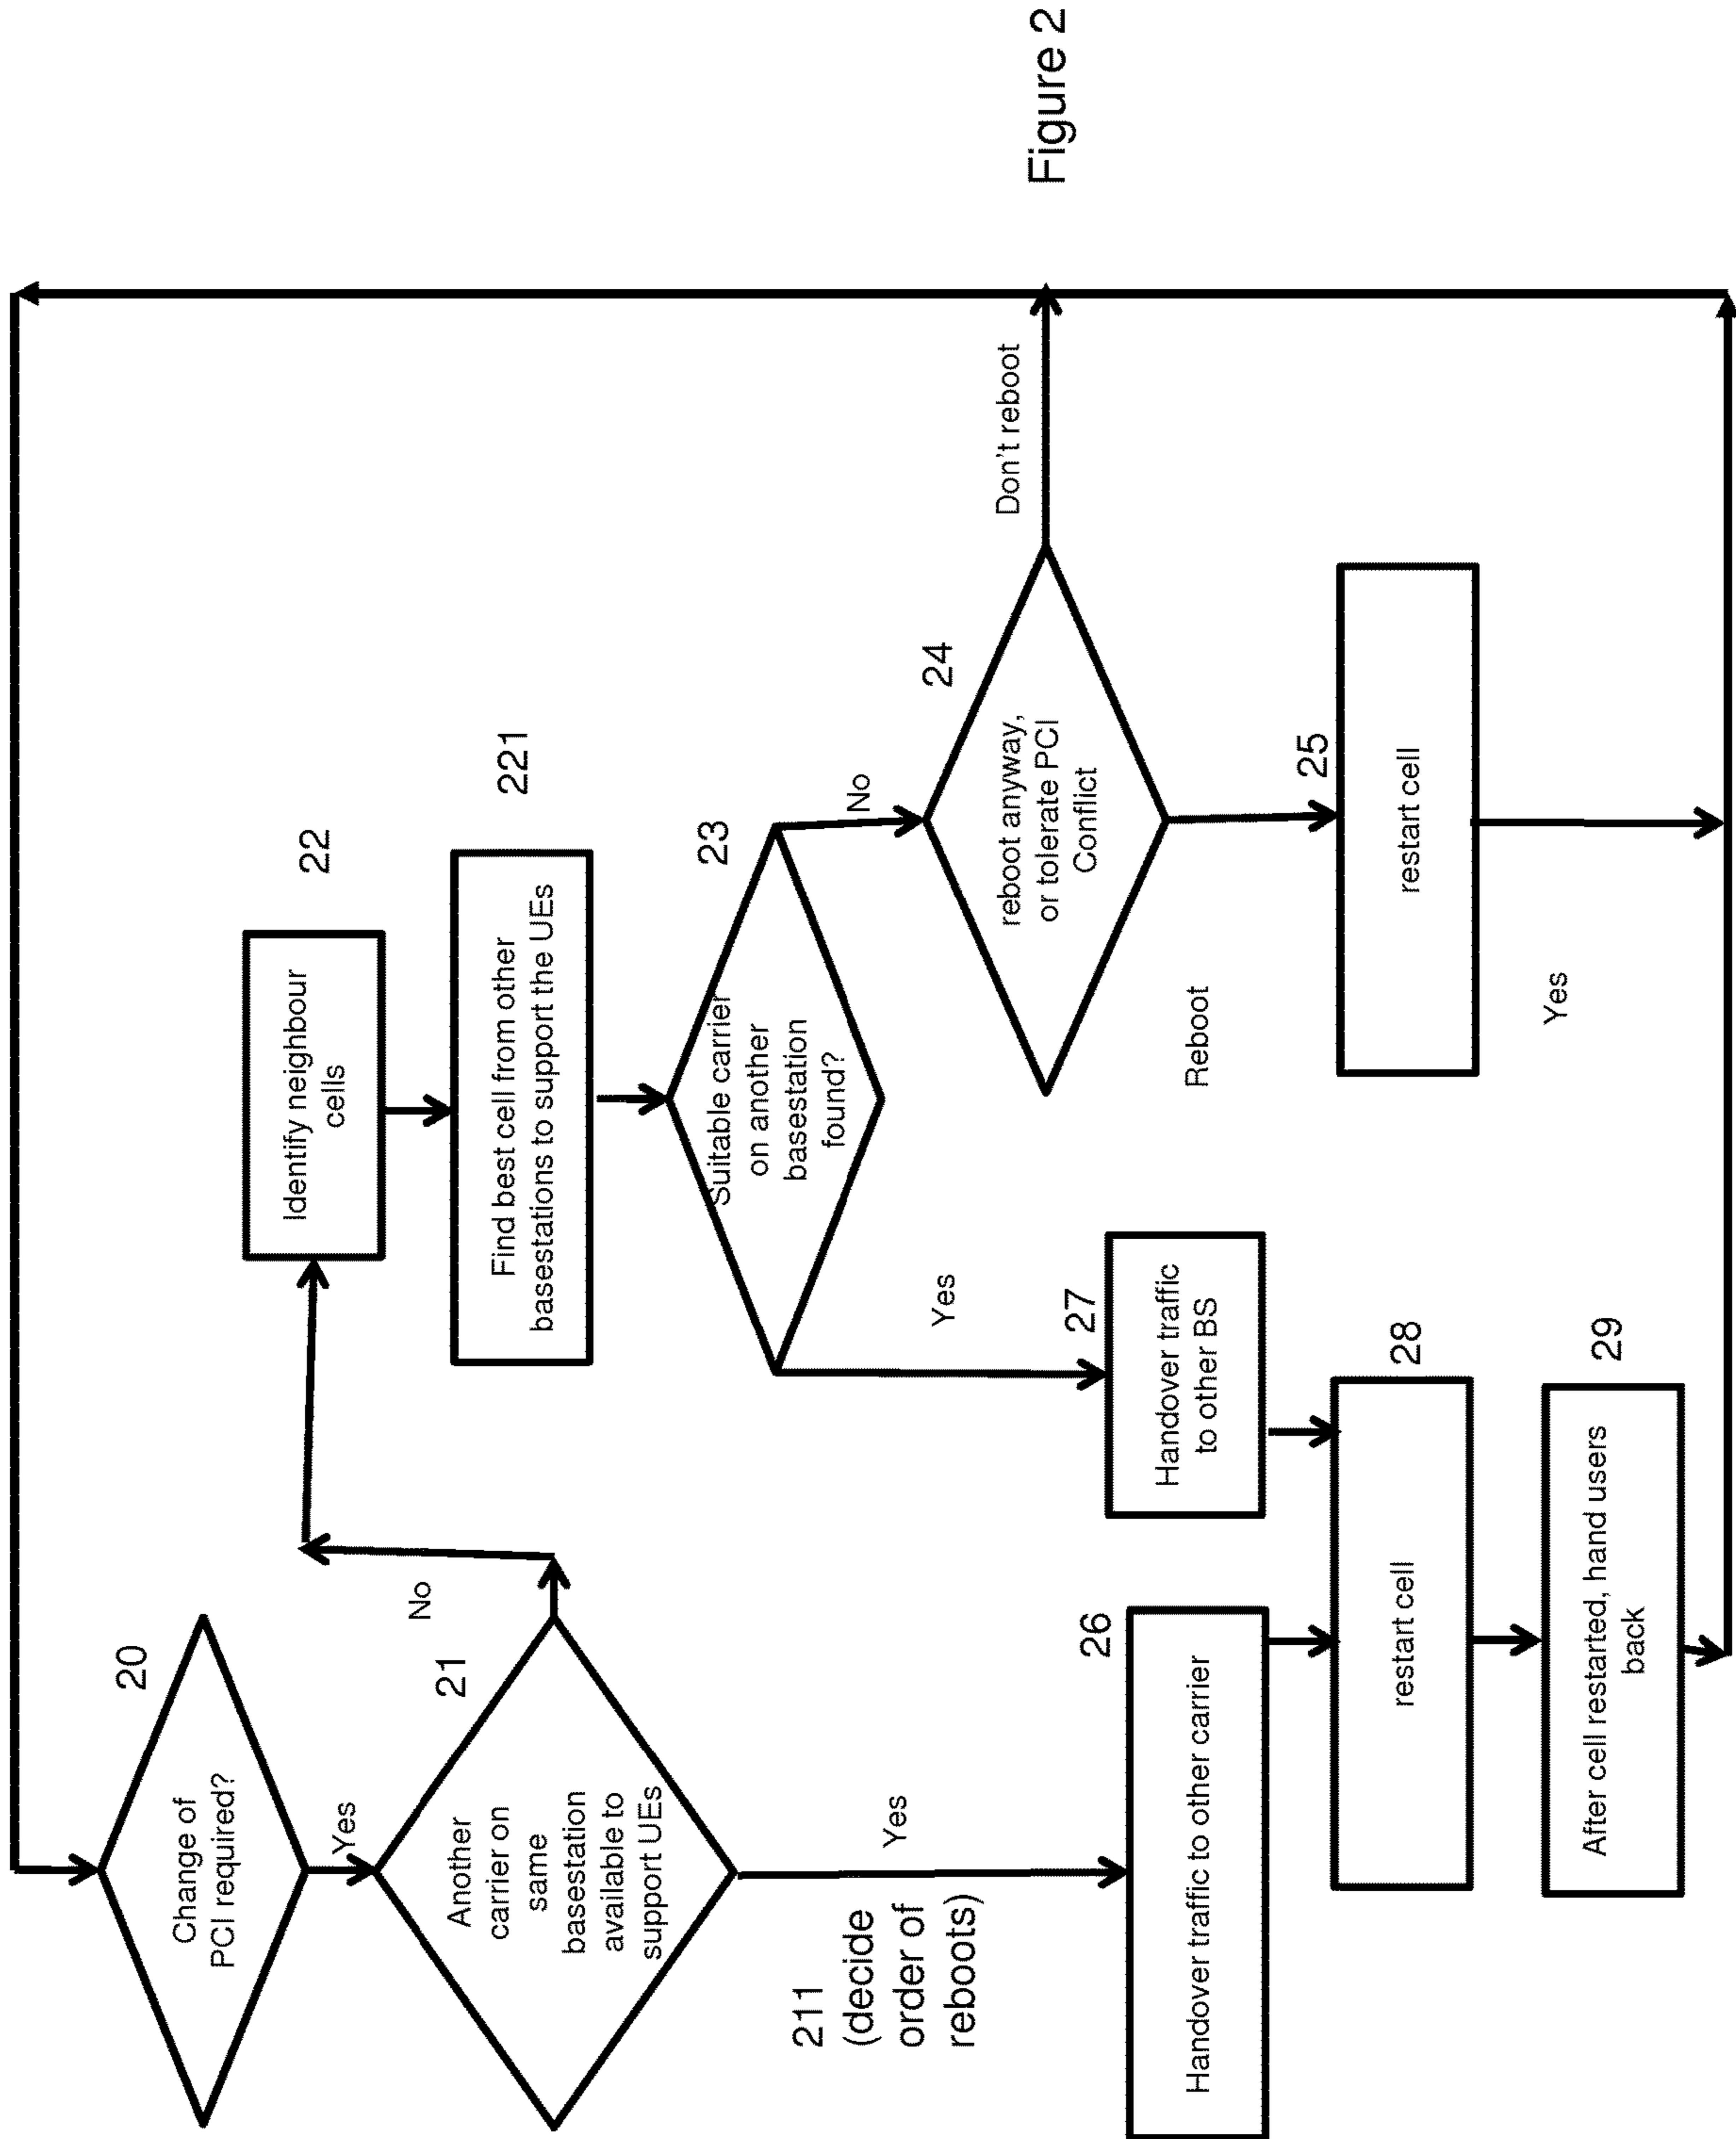 20
Change of
PCI required?
Yes
21
Another
carrier on
same
basestation
available to
support UEs
No
22
Identify neighbour
cells
221
Find best cell from other
basestations to support the UEs
23
Suitable carrier
on another
basestation
found?
No
24
reboot anyway,
or tolerate PCI
Conflict
Don't reboot
Reboot
25
restart cell
Yes
Yes
27
Handover traffic
to other BS
Yes
211
(decide
order of
reboots)
26
Handover traffic to other carrier
28
restart cell
29
After cell restarted, hand users
back
Figure 2